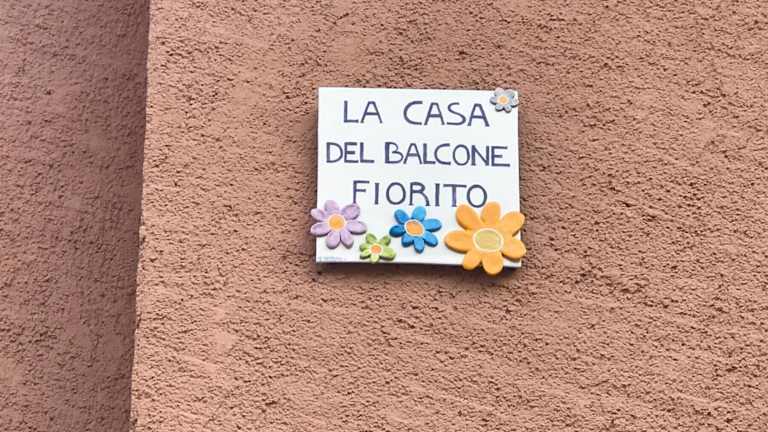 LA CASA
DEL BALCONE
FIORITO